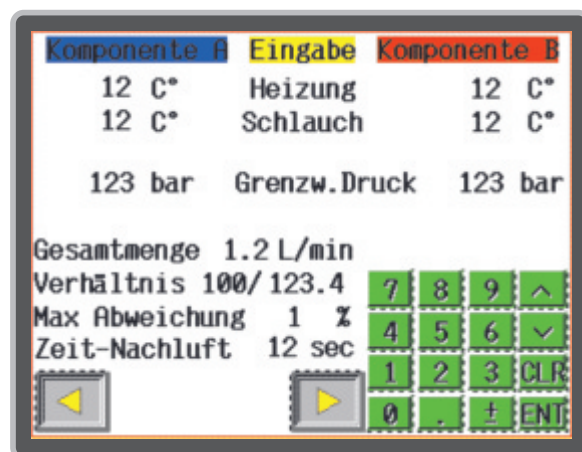 Komponente A Eingabe Komponente B
12 C° Heizung 12 C°
12 C° Schlauch 12 C°
123 bar Grenzw.Druck 123 bar
Gesamtmenge 1.2 L/min
Verhältnis 100/123.4
Max Abweichung 1 %
Zeit-Nachluft 12 sec
7 8 9 ^
4 5 6 v
1 2 3 CLR
0 . ± ENT